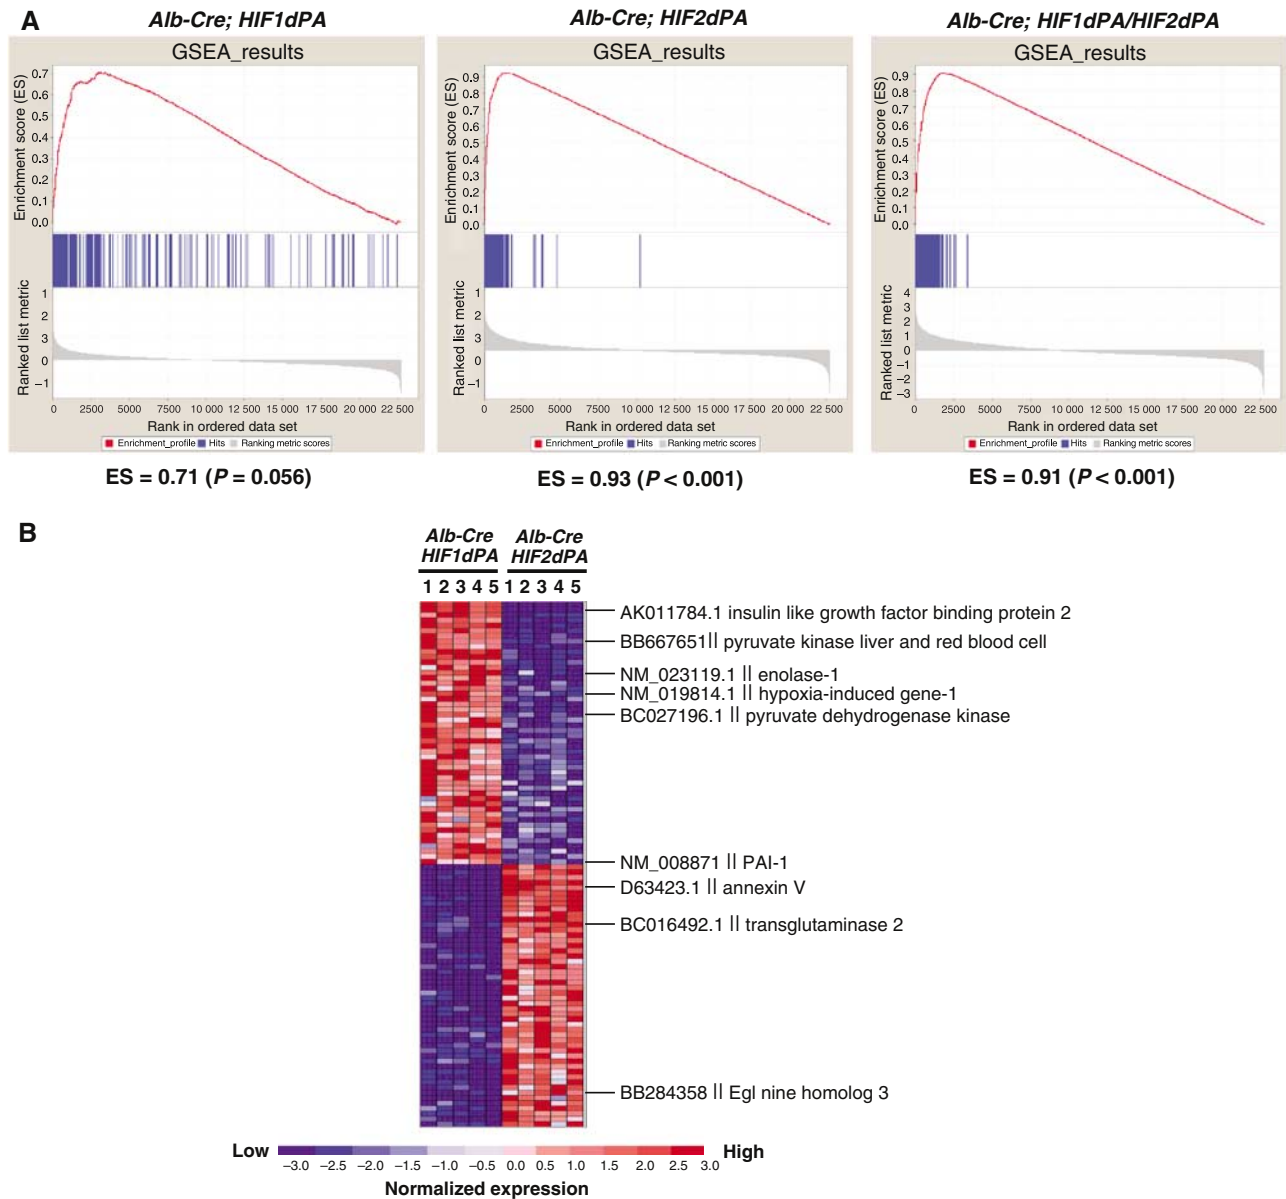 A
Alb-Cre; HIF1dPA
Alb-Cre; HIF2dPA
Alb-Cre; HIF1dPA/HIF2dPA
GSEA_results
Enrichment score (ES)
0.7
0.6
0.5
0.4
0.3
0.2
0.1
0.0
Ranked list metric
1
2
3
0
−1
0 2500 5000 7500 10 000 12 500 15 000 17 500 20 000 22 500
Rank in ordered data set
Enrichment_profile Hits Ranking metric scores
ES = 0.71 (P = 0.056)
GSEA_results
Enrichment score (ES)
0.9
0.8
0.7
0.6
0.5
0.4
0.3
0.2
0.1
0.0
Ranked list metric
1
2
3
0
−1
0 2500 5000 7500 10 000 12 500 15 000 17 500 20 000 22 500
Rank in ordered data set
Enrichment_profile Hits Ranking metric scores
ES = 0.93 (P < 0.001)
GSEA_results
Enrichment score (ES)
0.9
0.8
0.7
0.6
0.5
0.4
0.3
0.2
0.1
0.0
Ranked list metric
4
3
2
1
0
−1
−2
−3
0 2500 5000 7500 10 000 12 500 15 000 17 500 20 000 22 500
Rank in ordered data set
Enrichment_profile Hits Ranking metric scores
ES = 0.91 (P < 0.001)
B
Alb-Cre HIF1dPA
Alb-Cre HIF2dPA
1 2 3 4 5 1 2 3 4 5
AK011784.1 insulin like growth factor binding protein 2
BB667651|| pyruvate kinase liver and red blood cell
NM_023119.1 || enolase-1
NM_019814.1 || hypoxia-induced gene-1
BC027196.1 || pyruvate dehydrogenase kinase
NM_008871 || PAI-1
D63423.1 || annexin V
BC016492.1 || transglutaminase 2
BB284358 || Egl nine homolog 3
Low High
−3.0 −2.5 −2.0 −1.5 −1.0 −0.5 0.0 0.5 1.0 1.5 2.0 2.5 3.0
Normalized expression